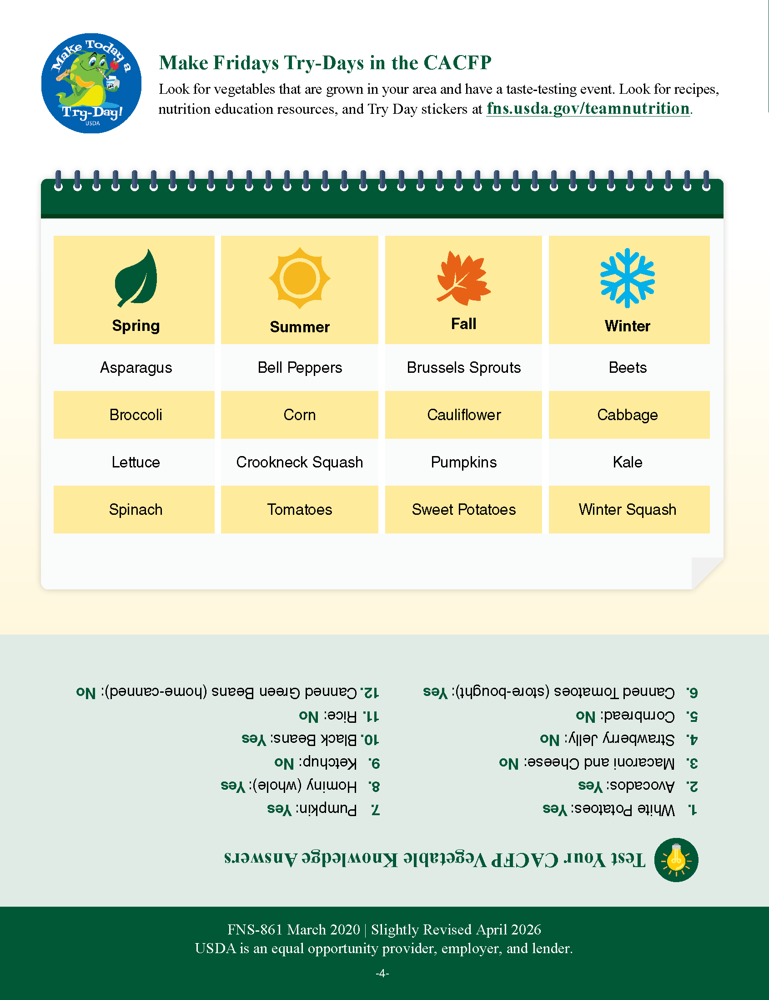 Make Today a
Try-Day!
USDA
Make Fridays Try-Days in the CACFP
Look for vegetables that are grown in your area and have a taste-testing event. Look for recipes,
nutrition education resources, and Try Day stickers at fns.usda.gov/teamnutrition.
Spring Summer Fall Winter
Asparagus Bell Peppers Brussels Sprouts Beets
Broccoli Corn Cauliflower Cabbage
Lettuce Crookneck Squash Pumpkins Kale
Spinach Tomatoes Sweet Potatoes Winter Squash
Test Your CACFP Vegetable Knowledge Answers
1. White Potatoes: Yes
2. Avocados: Yes
3. Macaroni and Cheese: No
4. Strawberry Jelly: No
5. Cornbread: No
6. Canned Tomatoes (store-bought): Yes
7. Pumpkin: Yes
8. Hominy (whole): Yes
9. Ketchup: No
10. Black Beans: Yes
11. Rice: No
12. Canned Green Beans (home-canned): No
FNS-861 March 2020 | Slightly Revised April 2026
USDA is an equal opportunity provider, employer, and lender.
-4-